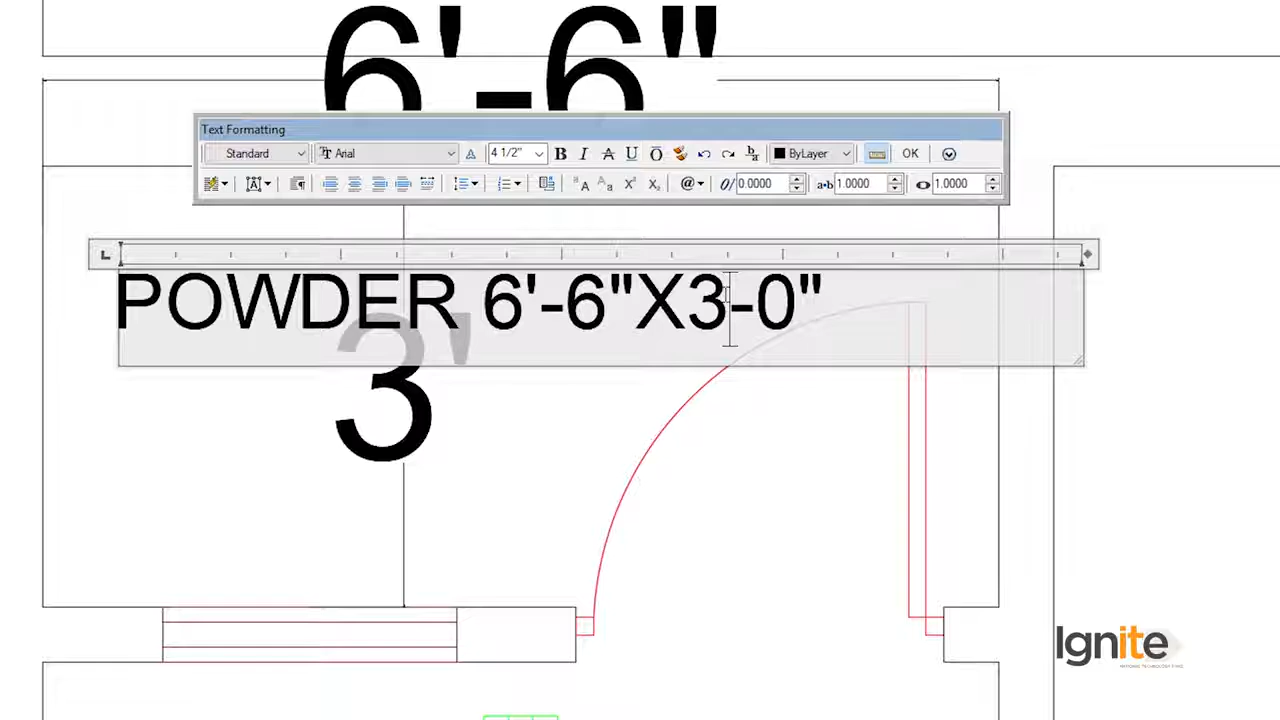 6'-6"
Text Formatting
Standard Arial 4 1/2" B I A U O b/a ByLayer OK
@ 0/ 0.0000 a•b 1.0000 1.0000
POWDER 6'-6"X3-0"
3'
Ignite